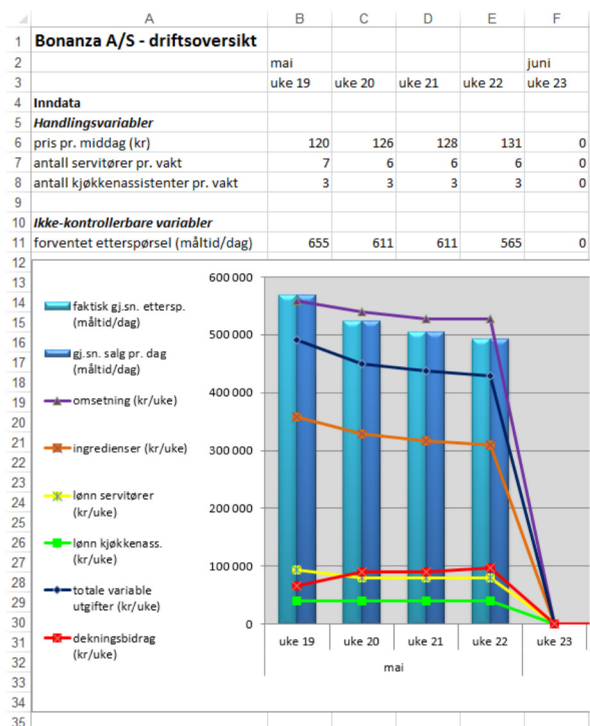 A B C D E F
1 Bonanza A/S - driftsoversikt
2 mai juni
3 uke 19 uke 20 uke 21 uke 22 uke 23
4 Inndata
5 Handlingsvariabler
6 pris pr. middag (kr) 120 126 128 131 0
7 antall servitører pr. vakt 7 6 6 6 0
8 antall kjøkkenassistenter pr. vakt 3 3 3 3 0
9
10 Ikke-kontrollerbare variabler
11 forventet etterspørsel (måltid/dag) 655 611 611 565 0
12
13
14
15
16
17
18
19
20
21
22
23
24
25
26
27
28
29
30
31
32
33
34
35
faktisk gj.sn. ettersp.
(måltid/dag)
gj.sn. salg pr. dag
(måltid/dag)
omsetning (kr/uke)
ingredienser (kr/uke)
lønn servitører
(kr/uke)
lønn kjøkkenass.
(kr/uke)
totale variable
utgifter (kr/uke)
dekningsbidrag
(kr/uke)
600 000
500 000
400 000
300 000
200 000
100 000
0
uke 19 uke 20 uke 21 uke 22 uke 23
mai